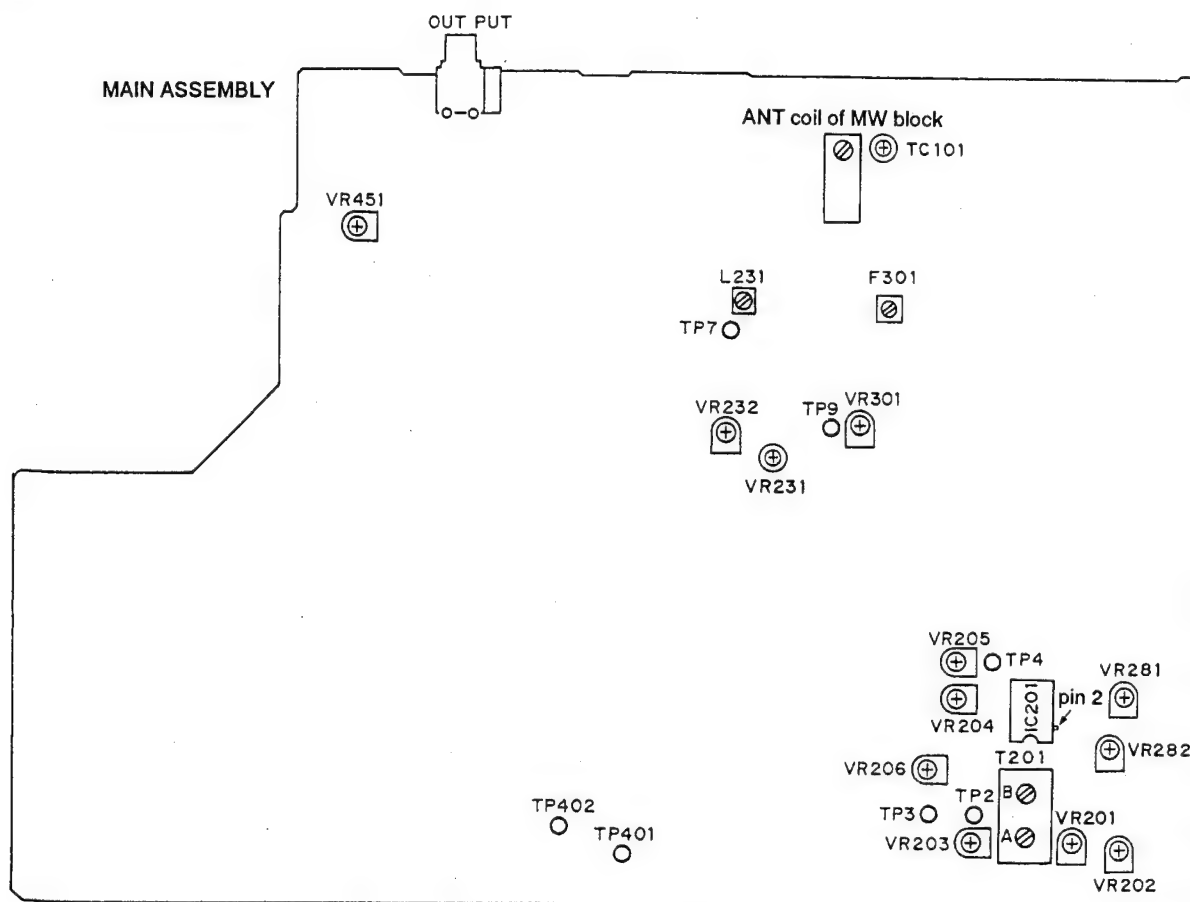 OUT PUT
MAIN ASSEMBLY
ANT coil of MW block
TC101
VR451
L231
F301
TP7
VR232
TP9
VR301
VR231
VR205
TP4
VR281
IC201
pin 2
VR204
VR282
T201
VR206
B
TP402
TP3
TP2
VR201
TP401
VR203
A
VR202